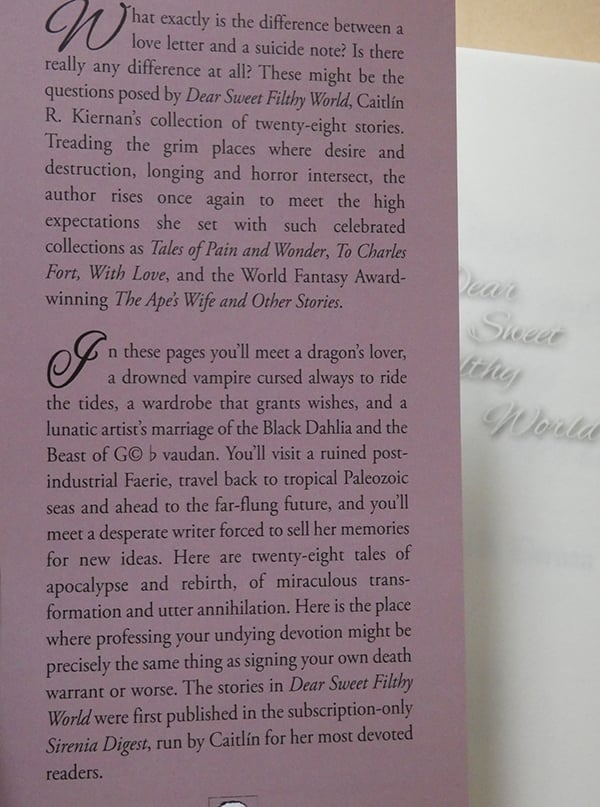 What exactly is the difference between a
love letter and a suicide note? Is there
really any difference at all? These might be the
questions posed by Dear Sweet Filthy World, Caitlín
R. Kiernan's collection of twenty-eight stories.
Treading the grim places where desire and
destruction, longing and horror intersect, the
author rises once again to meet the high
expectations she set with such celebrated
collections as Tales of Pain and Wonder, To Charles
Fort, With Love, and the World Fantasy Award-
winning The Ape's Wife and Other Stories.
In these pages you'll meet a dragon's lover,
a drowned vampire cursed always to ride
the tides, a wardrobe that grants wishes, and a
lunatic artist's marriage of the Black Dahlia and the
Beast of G© ♭ vaudan. You'll visit a ruined post-
industrial Faerie, travel back to tropical Paleozoic
seas and ahead to the far-flung future, and you'll
meet a desperate writer forced to sell her memories
for new ideas. Here are twenty-eight tales of
apocalypse and rebirth, of miraculous trans-
formation and utter annihilation. Here is the place
where professing your undying devotion might be
precisely the same thing as signing your own death
warrant or worse. The stories in Dear Sweet Filthy
World were first published in the subscription-only
Sirenia Digest, run by Caitlín for her most devoted
readers.
Dear
Sweet
lthy
World